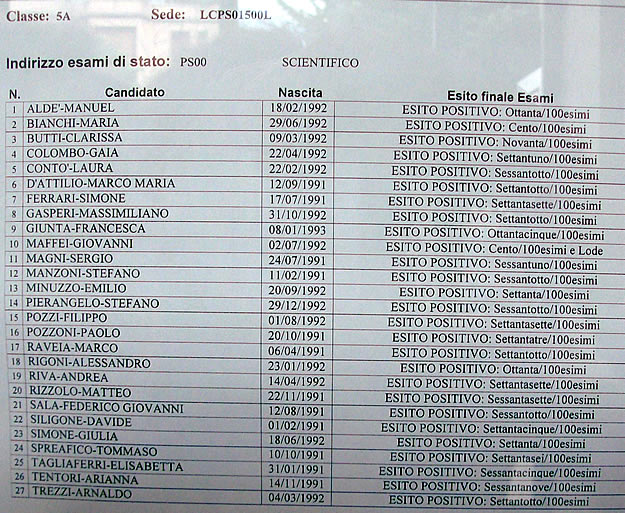 Classe: 5A Sede: LCPS01500L
Indirizzo esami di stato: PS00 SCIENTIFICO
N. Candidato Nascita Esito finale Esami
1 ALDE'-MANUEL 18/02/1992 ESITO POSITIVO: Ottanta/100esimi
2 BIANCHI-MARIA 29/06/1992 ESITO POSITIVO: Cento/100esimi
3 BUTTI-CLARISSA 09/03/1992 ESITO POSITIVO: Novanta/100esimi
4 COLOMBO-GAIA 22/04/1992 ESITO POSITIVO: Settantuno/100esimi
5 CONTO'-LAURA 22/02/1992 ESITO POSITIVO: Sessantotto/100esimi
6 D'ATTILIO-MARCO MARIA 12/09/1991 ESITO POSITIVO: Settantotto/100esimi
7 FERRARI-SIMONE 17/07/1991 ESITO POSITIVO: Settantasette/100esimi
8 GASPERI-MASSIMILIANO 31/10/1992 ESITO POSITIVO: Settantotto/100esimi
9 GIUNTA-FRANCESCA 08/01/1993 ESITO POSITIVO: Ottantacinque/100esimi
10 MAFFEI-GIOVANNI 02/07/1992 ESITO POSITIVO: Cento/100esimi e Lode
11 MAGNI-SERGIO 24/07/1991 ESITO POSITIVO: Sessantuno/100esimi
12 MANZONI-STEFANO 11/02/1991 ESITO POSITIVO: Sessantotto/100esimi
13 MINUZZO-EMILIO 20/09/1992 ESITO POSITIVO: Settanta/100esimi
14 PIERANGELO-STEFANO 29/12/1992 ESITO POSITIVO: Sessantotto/100esimi
15 POZZI-FILIPPO 01/08/1992 ESITO POSITIVO: Settantasette/100esimi
16 POZZONI-PAOLO 20/10/1991 ESITO POSITIVO: Settantatre/100esimi
17 RAVEIA-MARCO 06/04/1991 ESITO POSITIVO: Settantotto/100esimi
18 RIGONI-ALESSANDRO 23/01/1992 ESITO POSITIVO: Ottanta/100esimi
19 RIVA-ANDREA 14/04/1992 ESITO POSITIVO: Settantasette/100esimi
20 RIZZOLO-MATTEO 22/11/1991 ESITO POSITIVO: Settantasette/100esimi
21 SALA-FEDERICO GIOVANNI 12/08/1991 ESITO POSITIVO: Sessantotto/100esimi
22 SILIGONE-DAVIDE 01/02/1991 ESITO POSITIVO: Settantacinque/100esimi
23 SIMONE-GIULIA 18/06/1992 ESITO POSITIVO: Settanta/100esimi
24 SPREAFICO-TOMMASO 10/10/1991 ESITO POSITIVO: Settantasei/100esimi
25 TAGLIAFERRI-ELISABETTA 31/01/1991 ESITO POSITIVO: Sessantacinque/100esimi
26 TENTORI-ARIANNA 14/11/1991 ESITO POSITIVO: Sessantanove/100esimi
27 TREZZI-ARNALDO 04/03/1992 ESITO POSITIVO: Settantotto/100esimi